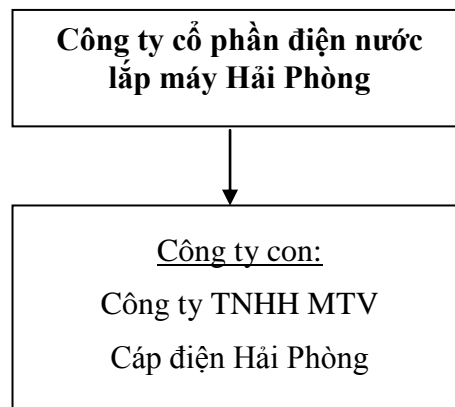 Công ty cổ phần điện nước
lắp máy Hải Phòng
Công ty con:
Công ty TNHH MTV
Cáp điện Hải Phòng